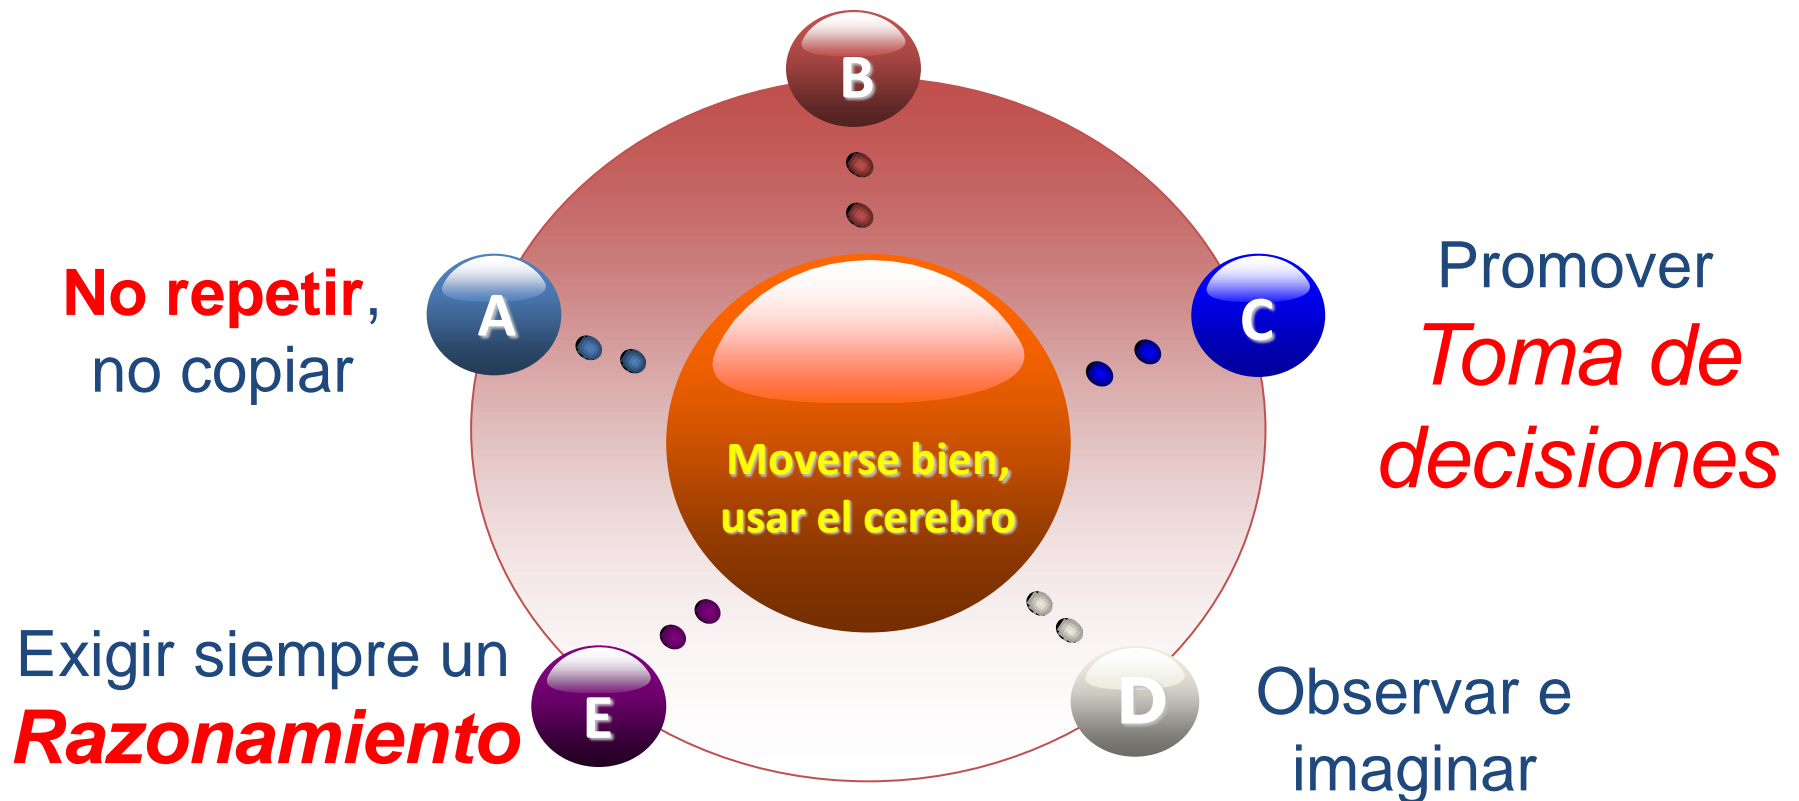 B
No repetir,
no copiar
A
C
Promover
Toma de
decisiones
Moverse bien,
usar el cerebro
Exigir siempre un
Razonamiento
E
D
Observar e
imaginar